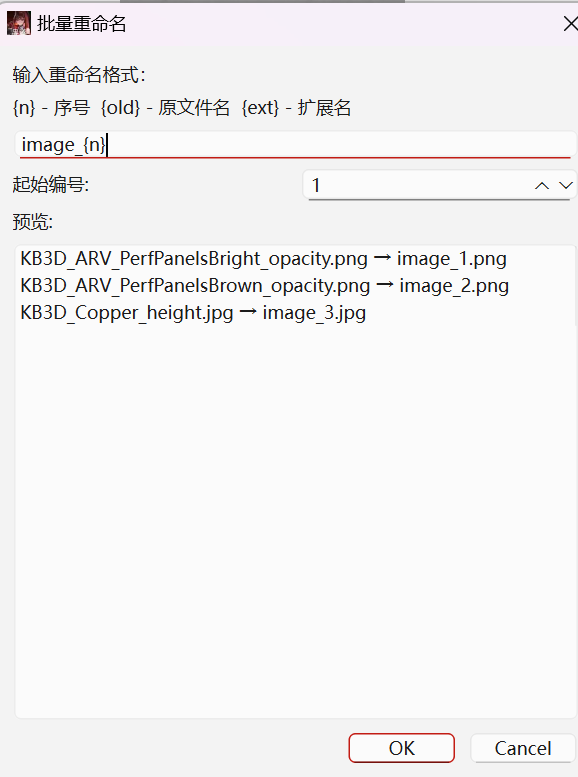 批量重命名
输入重命名格式：
{n} - 序号  {old} - 原文件名  {ext} - 扩展名
image_{n}
起始编号:
1
预览:
KB3D_ARV_PerfPanelsBright_opacity.png → image_1.png
KB3D_ARV_PerfPanelsBrown_opacity.png → image_2.png
KB3D_Copper_height.jpg → image_3.jpg
OK
Cancel